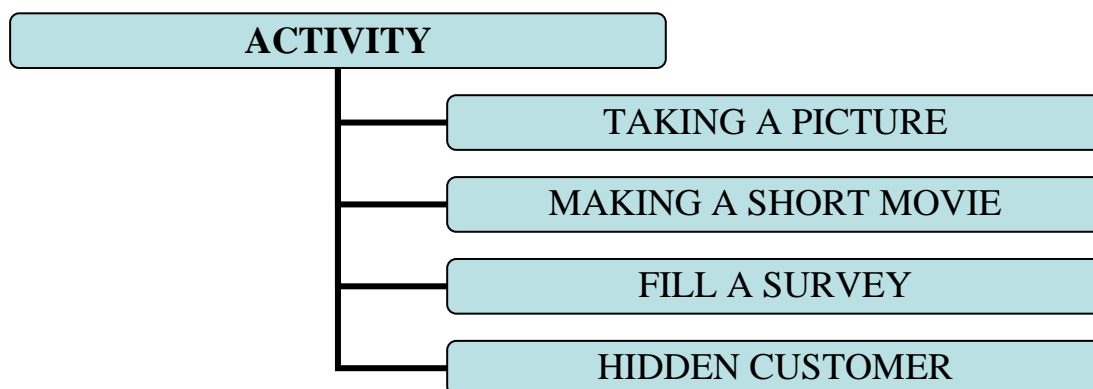 ACTIVITY
TAKING A PICTURE
MAKING A SHORT MOVIE
FILL A SURVEY
HIDDEN CUSTOMER